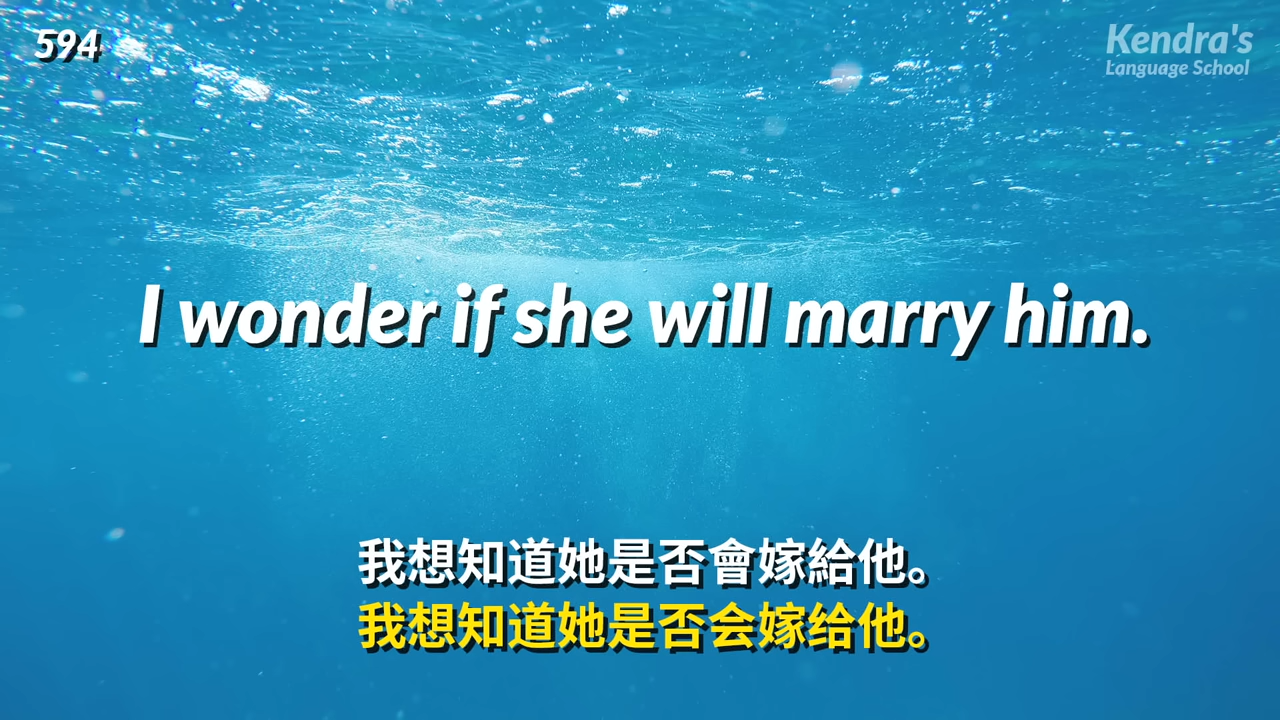 594
Kendra's
Language School
I wonder if she will marry him.
我想知道她是否會嫁給他。
我想知道她是否会嫁给他。